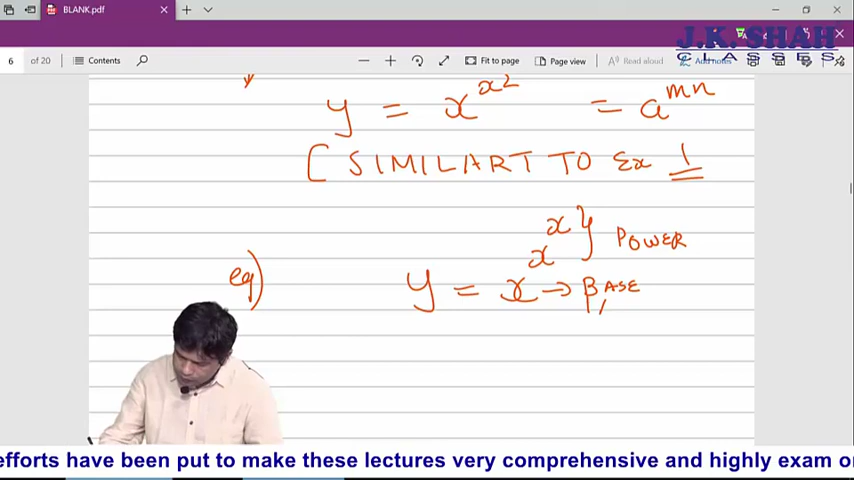 BLANK.pdf
J.K. SHAH
CLASSES
6 of 20 Contents Fit to page Page view Read aloud Add notes
y = x^{x2} = a^{mn}
[ SIMILART TO Ex 1
eg) y = x^{x^x} } POWER
x → BASE
efforts have been put to make these lectures very comprehensive and highly exam or